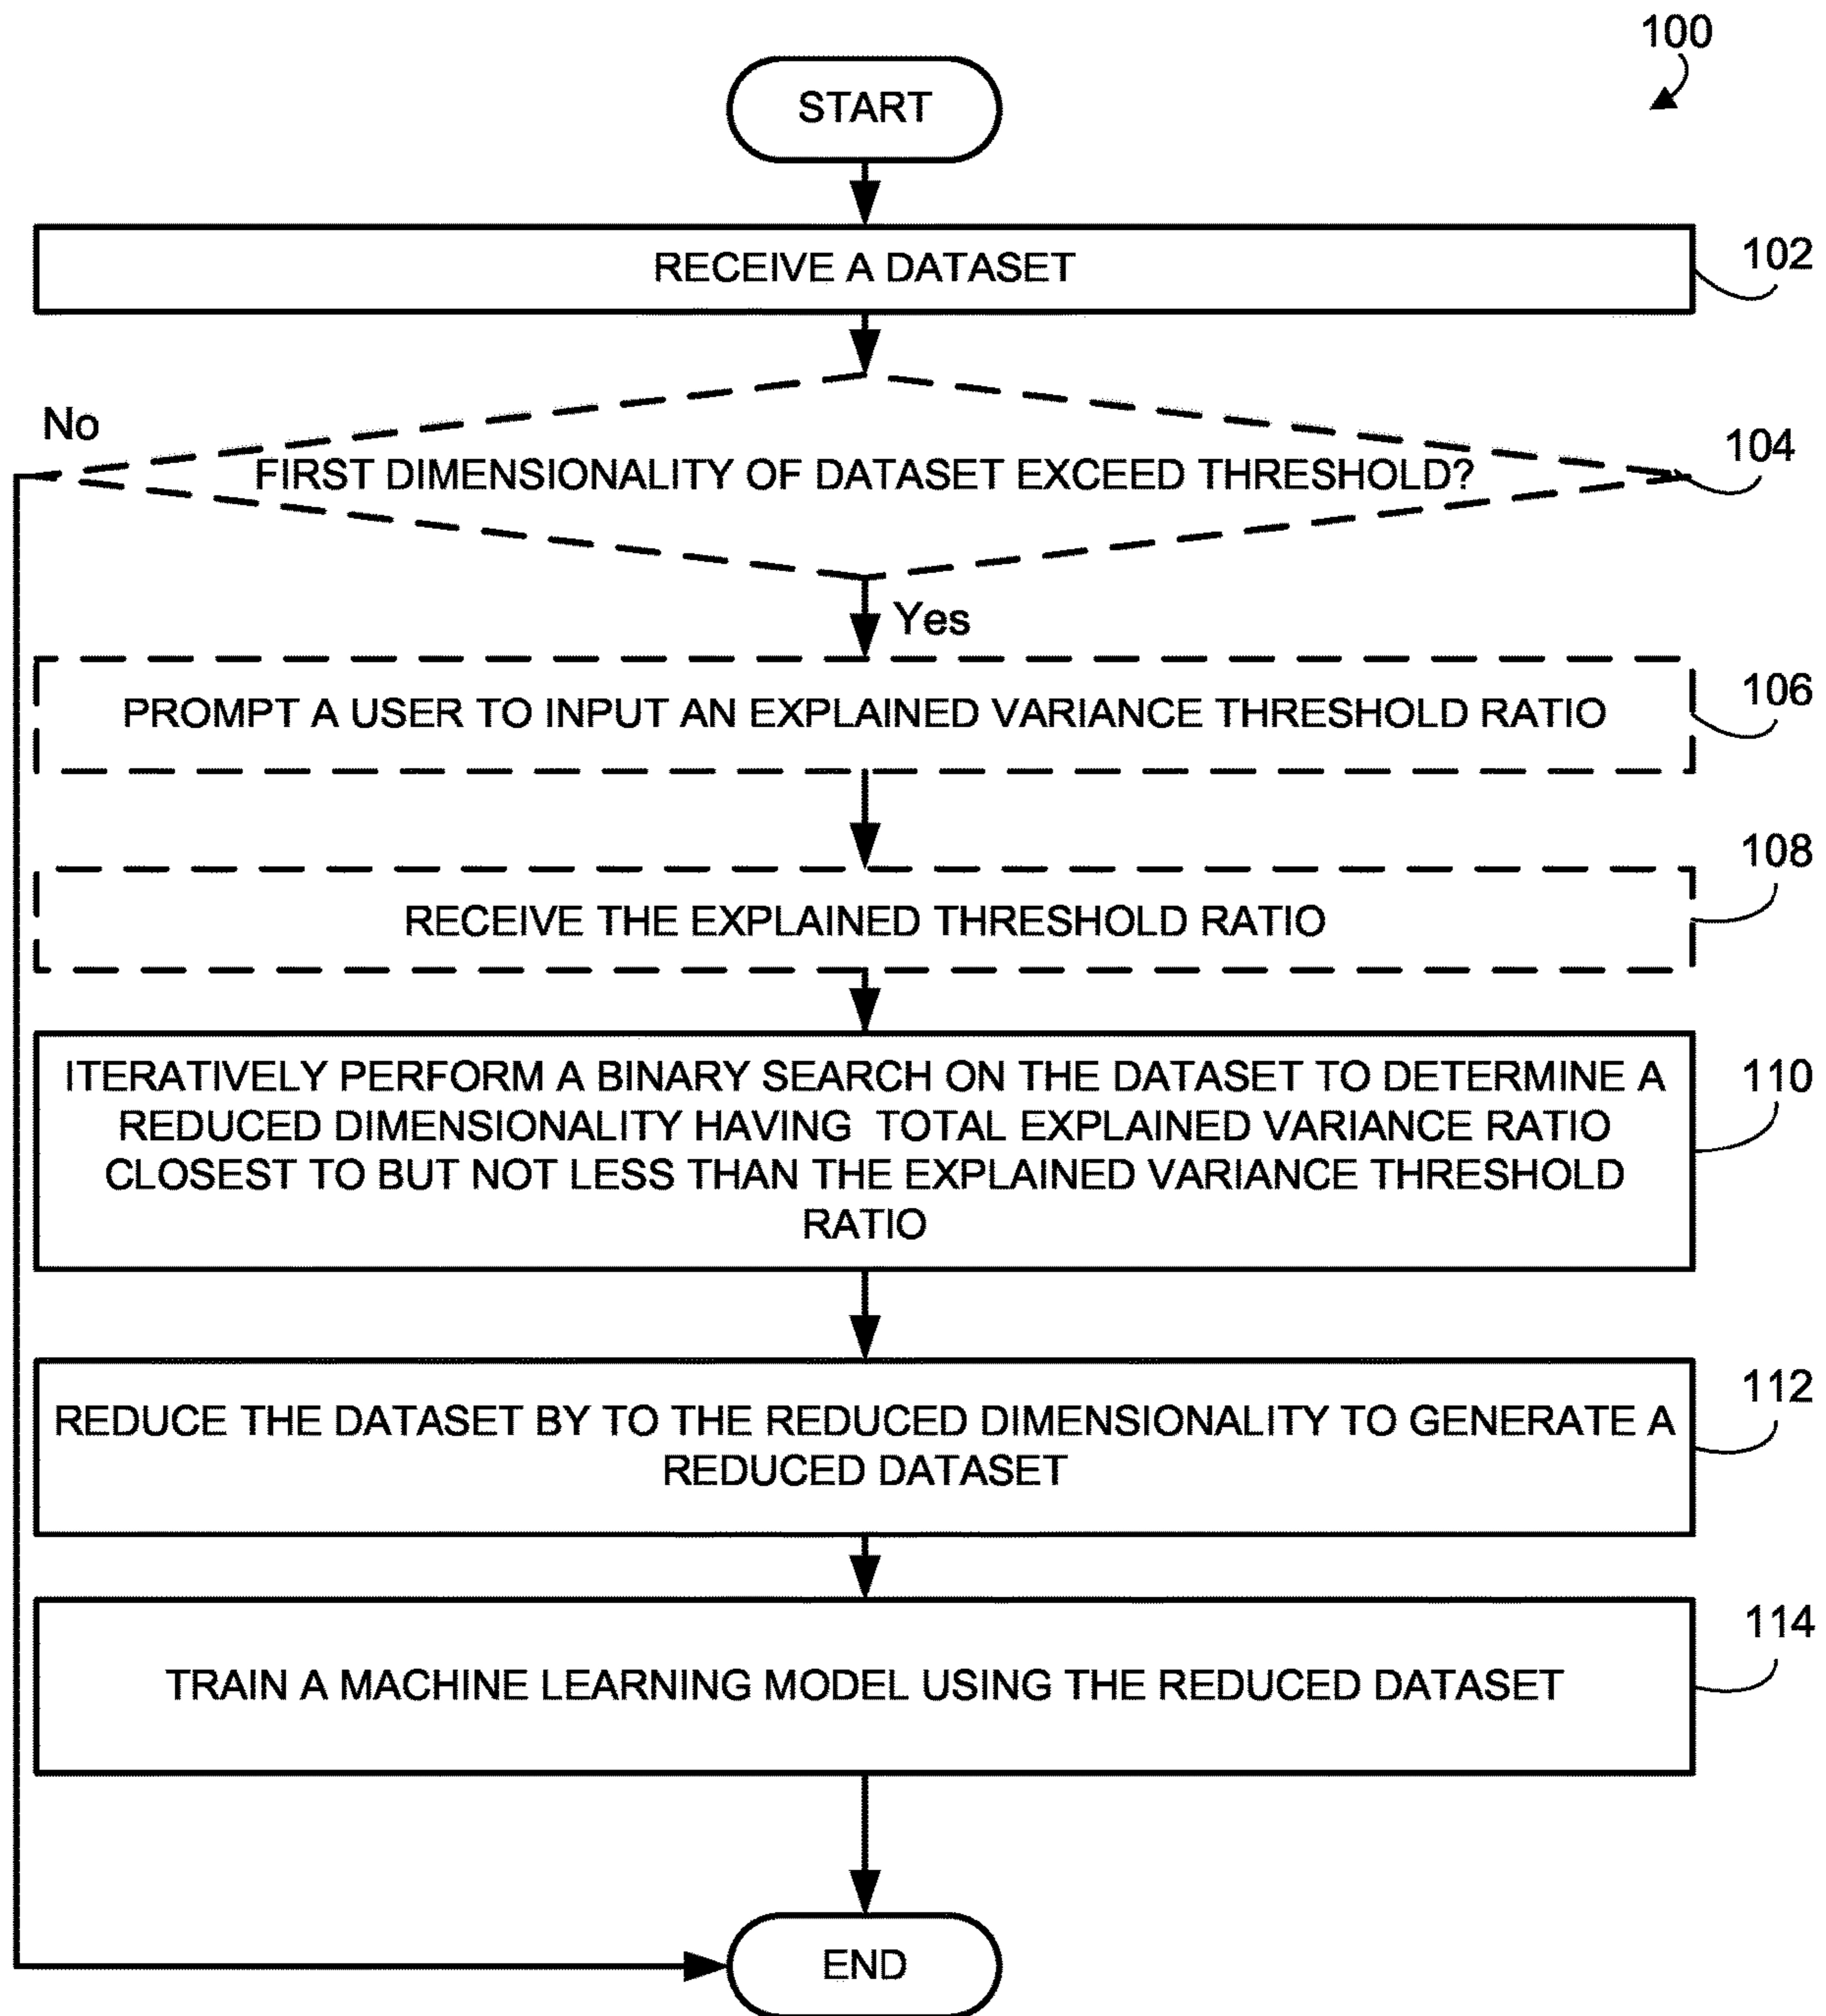 100
START
RECEIVE A DATASET
102
No
FIRST DIMENSIONALITY OF DATASET EXCEED THRESHOLD?
104
Yes
PROMPT A USER TO INPUT AN EXPLAINED VARIANCE THRESHOLD RATIO
106
RECEIVE THE EXPLAINED THRESHOLD RATIO
108
ITERATIVELY PERFORM A BINARY SEARCH ON THE DATASET TO DETERMINE A
REDUCED DIMENSIONALITY HAVING TOTAL EXPLAINED VARIANCE RATIO
CLOSEST TO BUT NOT LESS THAN THE EXPLAINED VARIANCE THRESHOLD
RATIO
110
REDUCE THE DATASET BY TO THE REDUCED DIMENSIONALITY TO GENERATE A
REDUCED DATASET
112
TRAIN A MACHINE LEARNING MODEL USING THE REDUCED DATASET
114
END